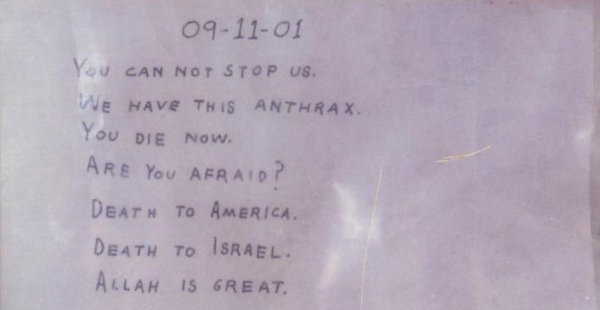 09-11-01
YOU CAN NOT STOP US.
WE HAVE THIS ANTHRAX.
YOU DIE NOW.
ARE YOU AFRAID?
DEATH TO AMERICA.
DEATH TO ISRAEL.
ALLAH IS GREAT.